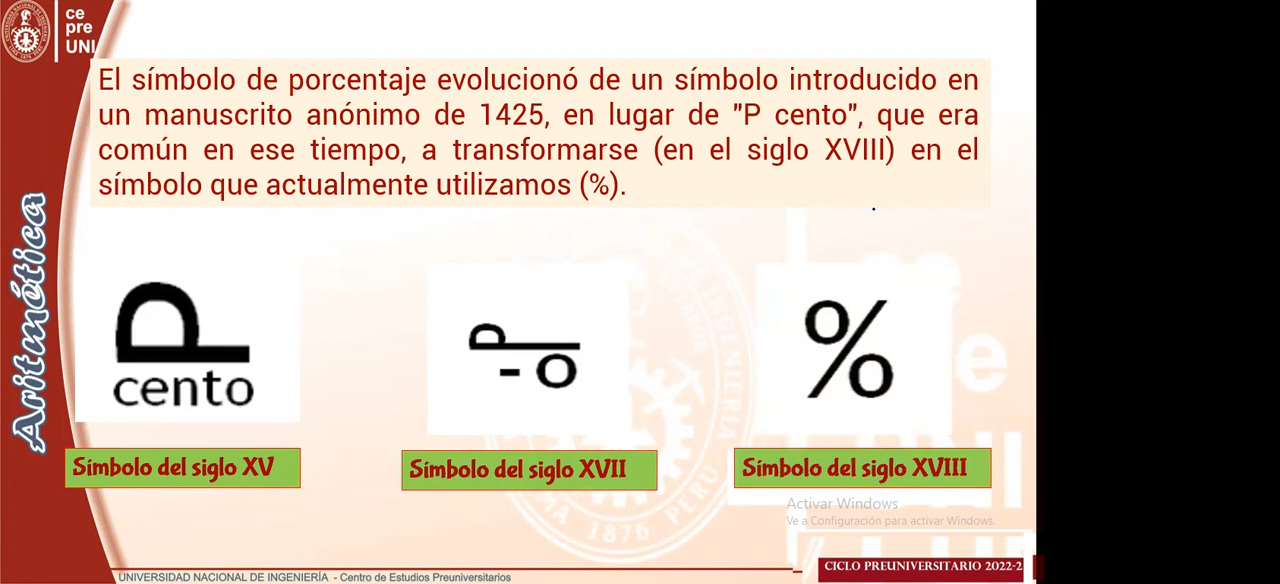 ce
pre
UNI
El símbolo de porcentaje evolucionó de un símbolo introducido en
un manuscrito anónimo de 1425, en lugar de "P cento", que era
común en ese tiempo, a transformarse (en el siglo XVIII) en el
símbolo que actualmente utilizamos (%).
Aritmética
P
cento
P
- o
%
Símbolo del siglo XV
Símbolo del siglo XVII
Símbolo del siglo XVIII
1876
PERU
Activar Windows
Ve a Configuración para activar Windows.
CICLO PREUNIVERSITARIO 2022-2
UNIVERSIDAD NACIONAL DE INGENIERÍA - Centro de Estudios Preuniversitarios